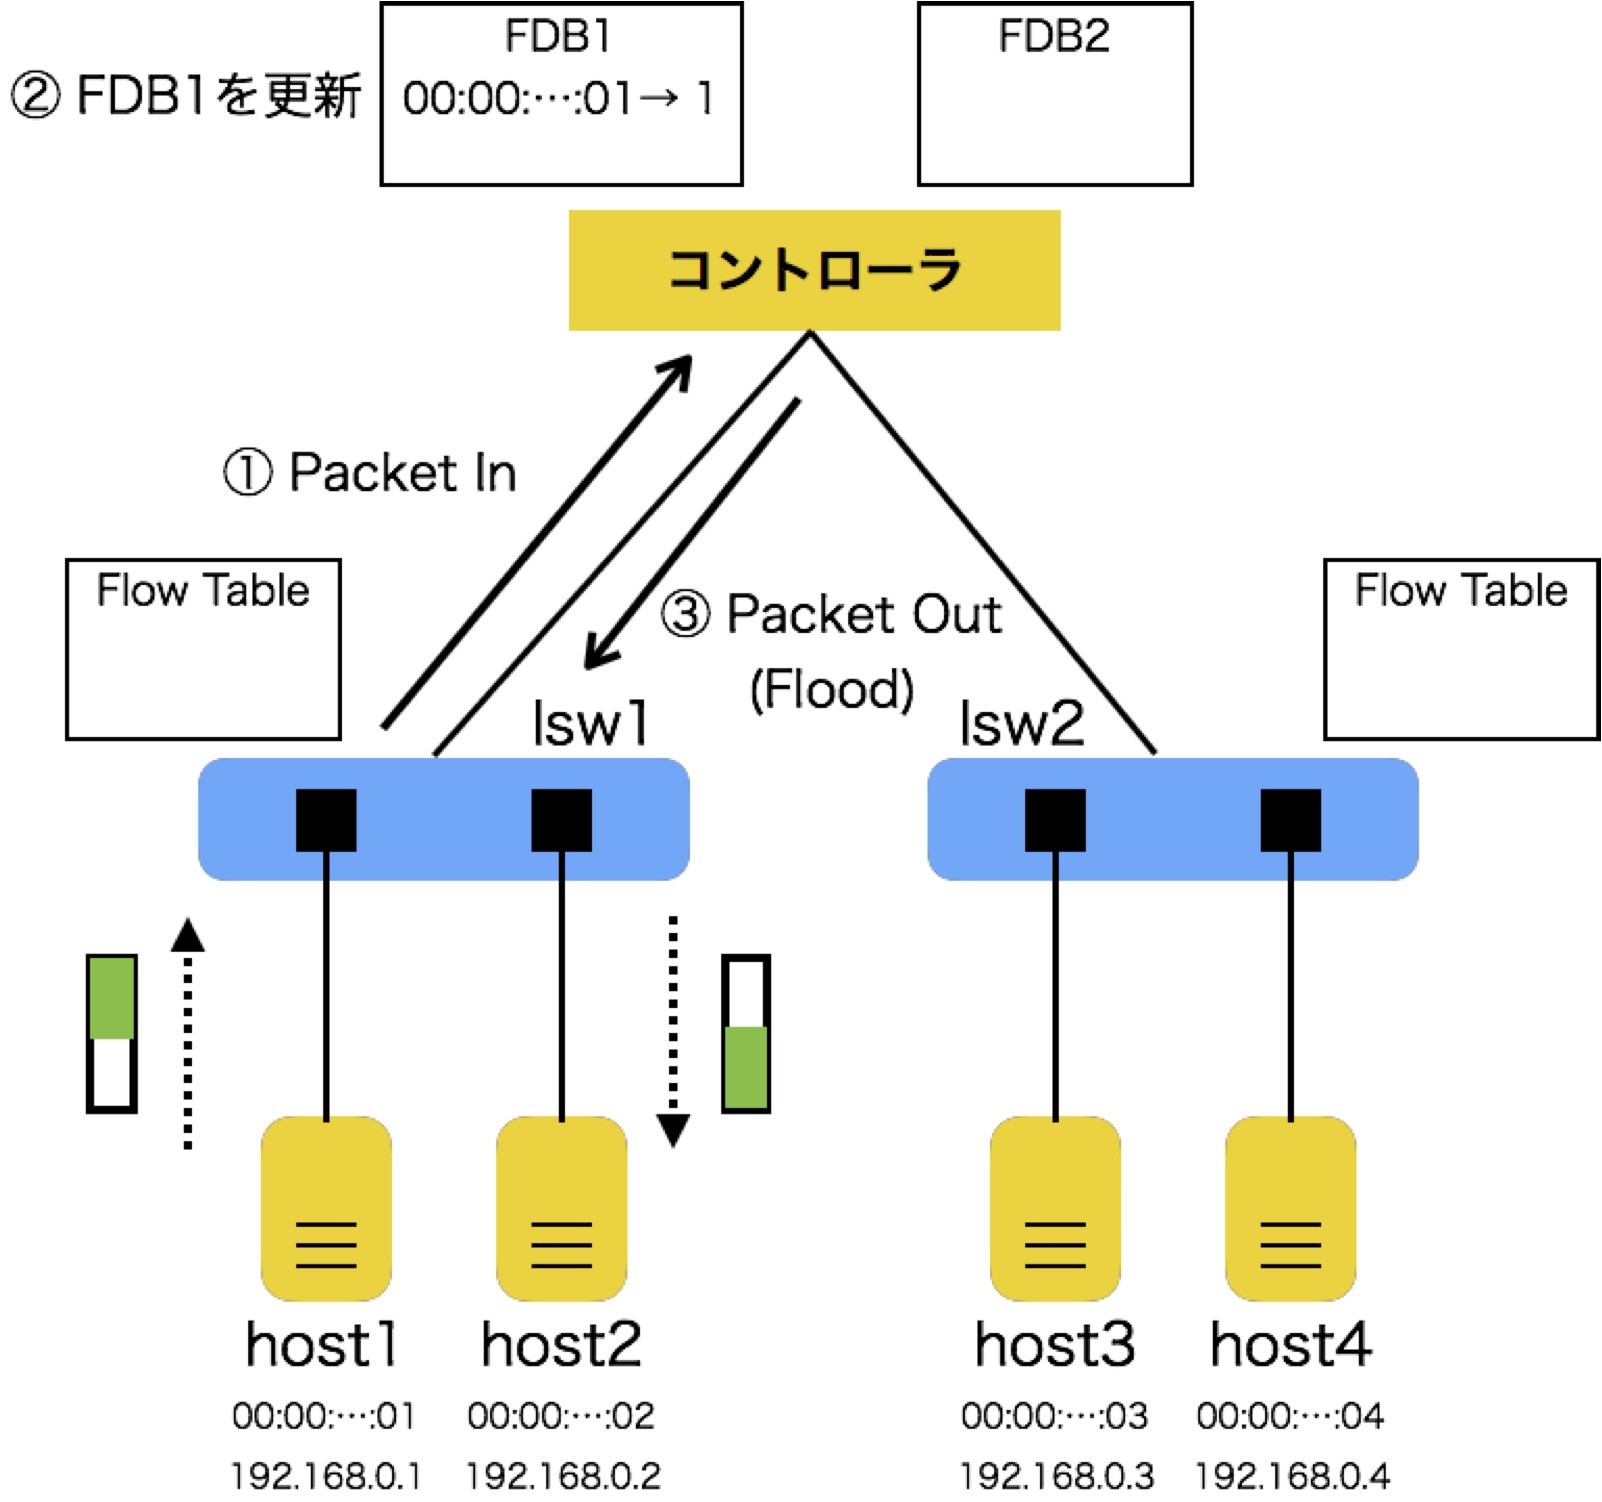 FDB1
FDB2
② FDB1を更新
00:00:…:01→ 1
コントローラ
① Packet In
Flow Table
Flow Table
③ Packet Out
(Flood)
lsw1
lsw2
host1
host2
host3
host4
00:00:…:01
00:00:…:02
00:00:…:03
00:00:…:04
192.168.0.1
192.168.0.2
192.168.0.3
192.168.0.4